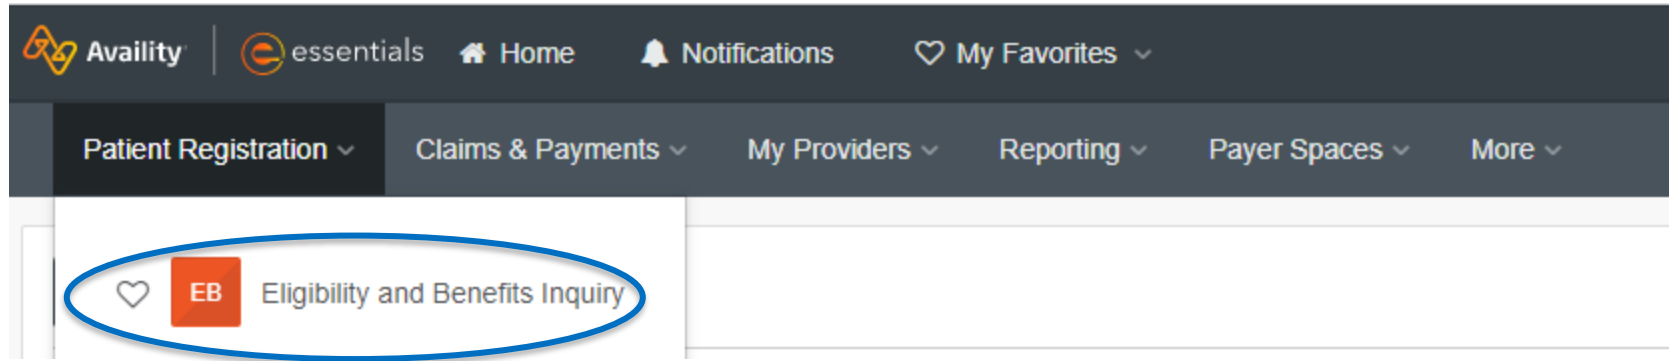 Availity essentials Home Notifications My Favorites
Patient Registration Claims & Payments My Providers Reporting Payer Spaces More
EB Eligibility and Benefits Inquiry